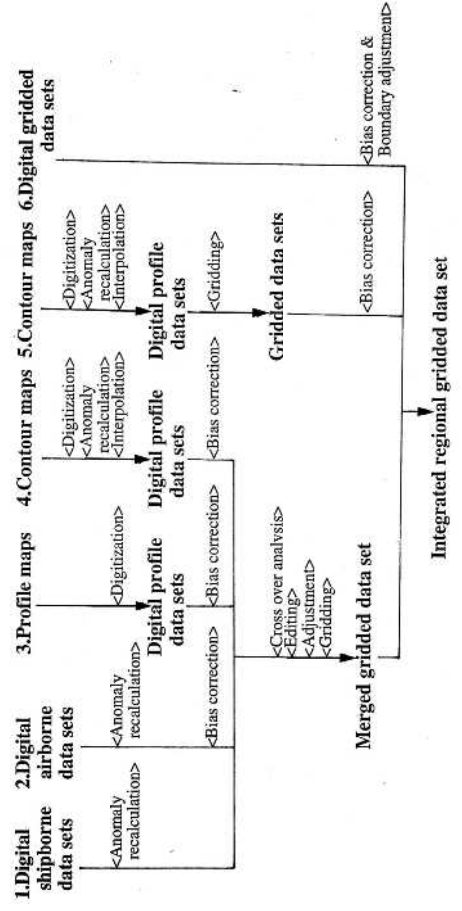 1.Digital
shipborne
data sets
2.Digital
airborne
data sets
3.Profile maps
4.Contour maps
5.Contour maps
6.Digital gridded
data sets
<Anomaly
recalculation>
<Anomaly
recalculation>
<Digitization>
<Digitization>
<Anomaly
recalculation>
<Interpolation>
<Digitization>
<Anomaly
recalculation>
<Interpolation>
Digital profile
data sets
Digital profile
data sets
Digital profile
data sets
<Bias correction>
<Bias correction>
<Bias correction>
<Gridding>
Gridded data sets
<Cross over analysis>
<Editing>
<Adjustment>
<Gridding>
Merged gridded data set
<Bias correction>
<Bias correction &
Boundary adjustment>
Integrated regional gridded data set